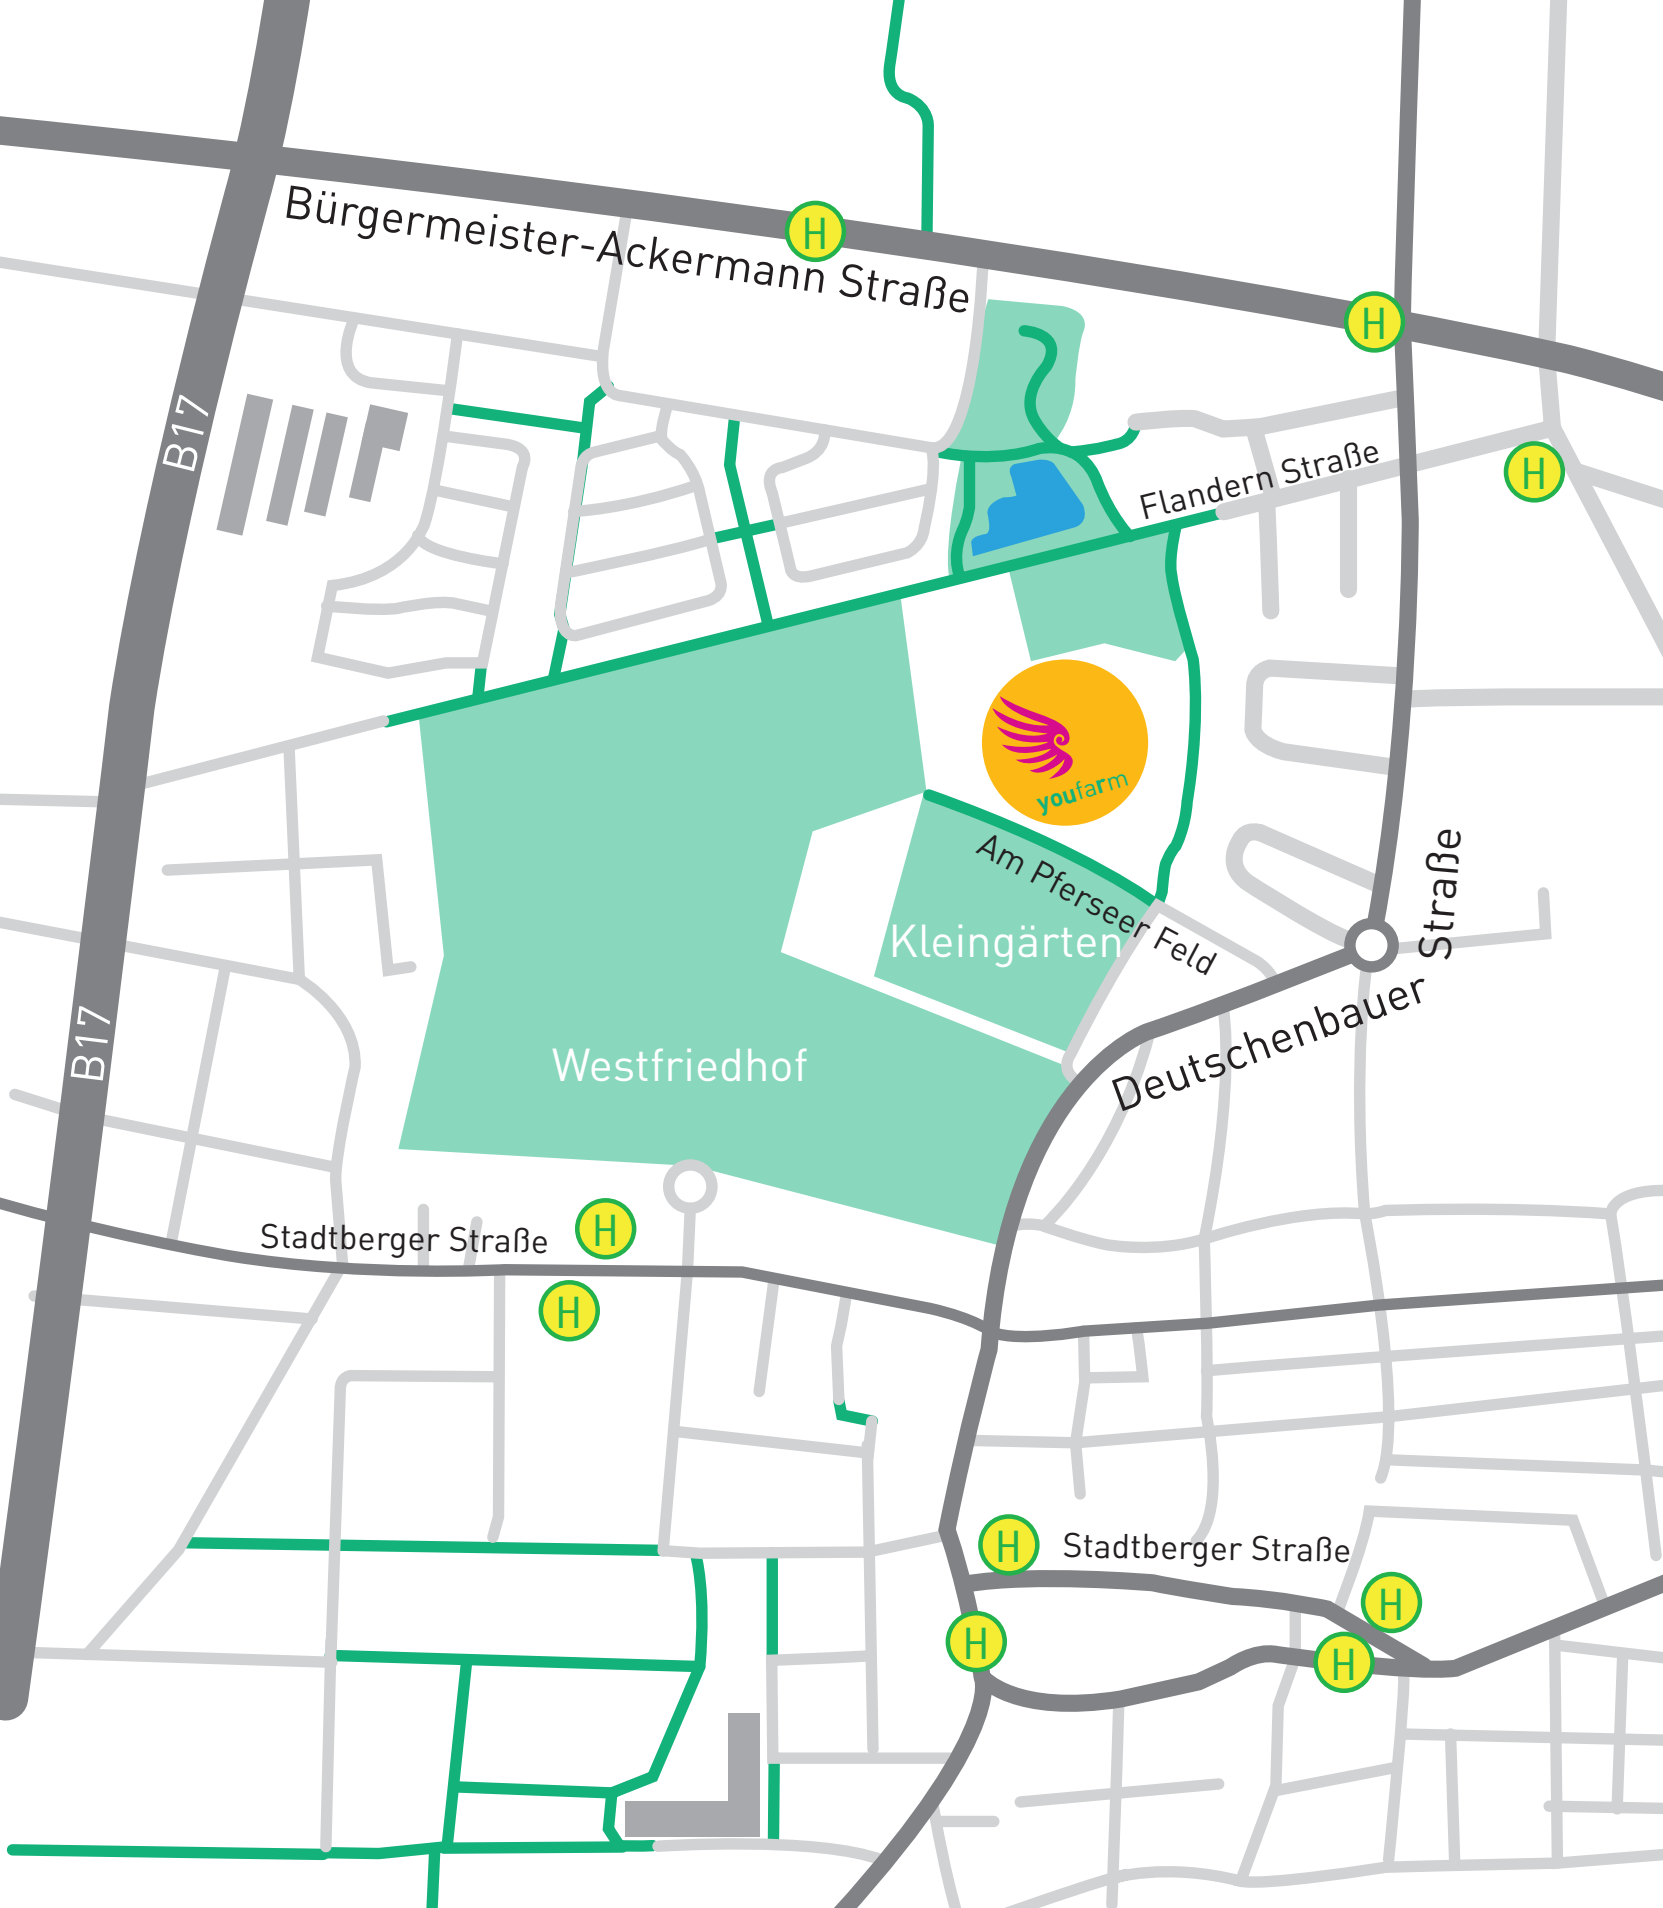 H
Bürgermeister-Ackermann Straße
H
B17
Flandern Straße
H
youfarm
Am Pferseer Feld
Straße
Kleingärten
Deutschenbauer
B17
Westfriedhof
Stadtberger Straße
H
H
H
Stadtberger Straße
H
H
H